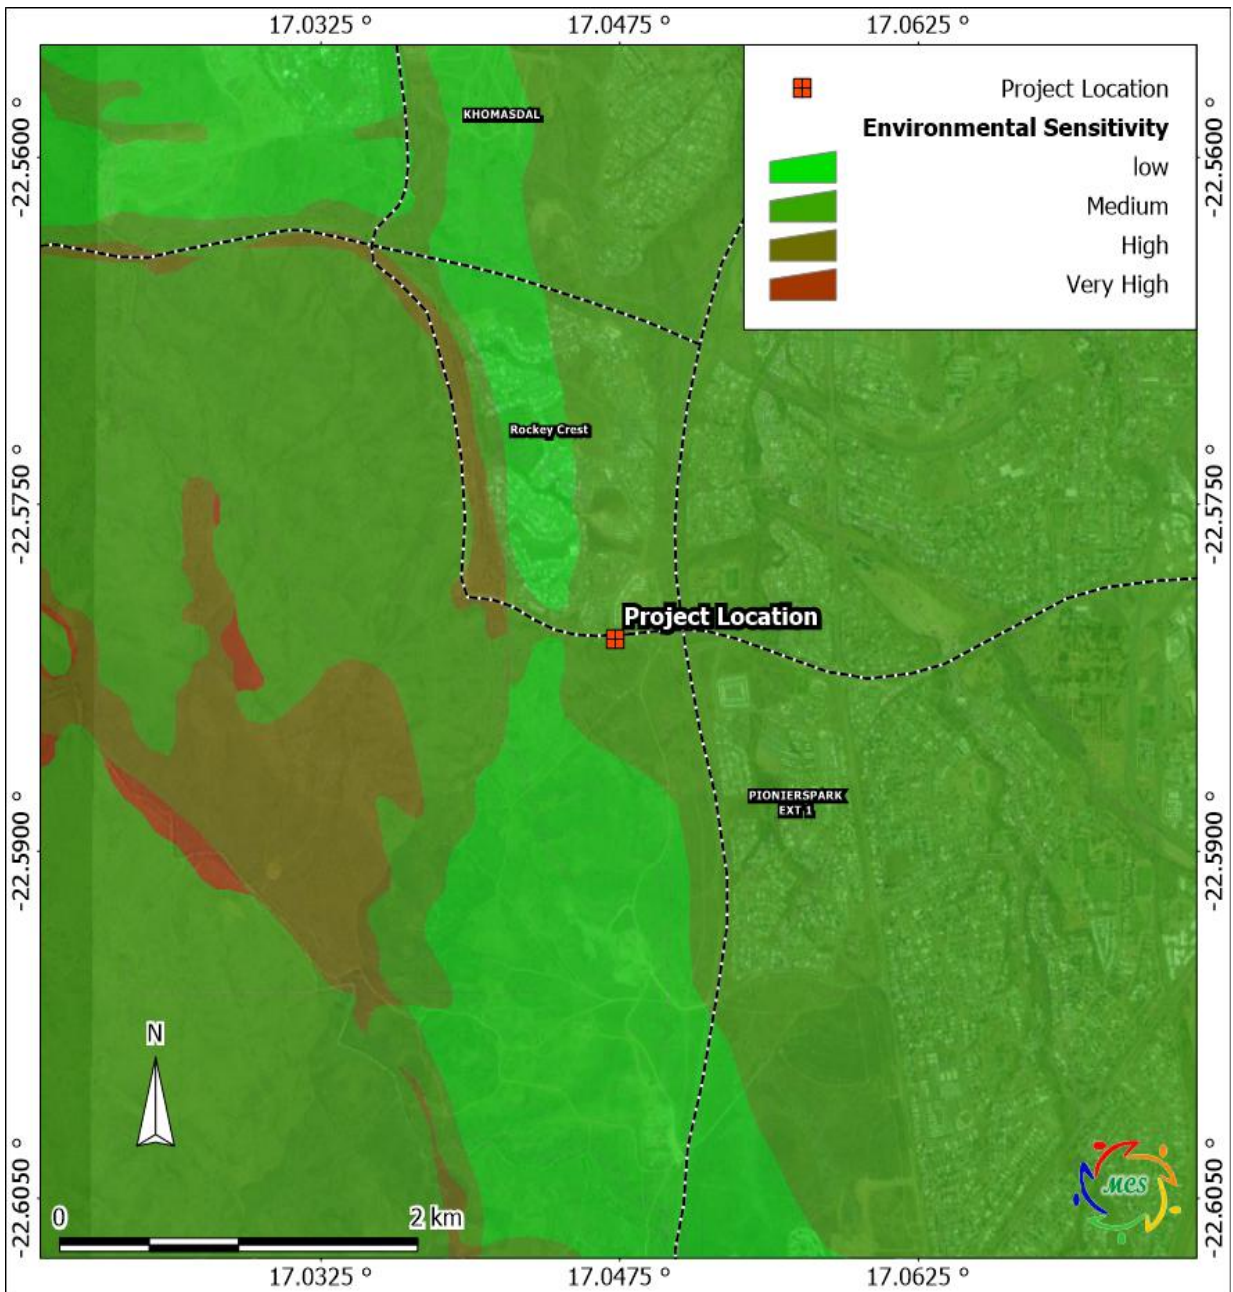 17.0325 °
17.0475 °
17.0625 °
-22.5600 °
-22.5600 °
Project Location
Environmental Sensitivity
low
Medium
High
Very High
KHOMASDAL
Rockey Crest
-22.5750 °
-22.5750 °
Project Location
PIONIERSPARK
EXT 1
-22.5900 °
-22.5900 °
N
MCS
-22.6050 °
-22.6050 °
0
2 km
17.0325 °
17.0475 °
17.0625 °